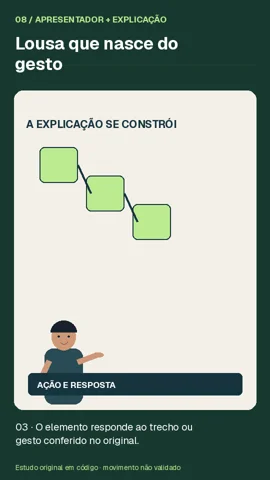 08 / APRESENTADOR + EXPLICAÇÃO
Lousa que nasce do
gesto
A EXPLICAÇÃO SE CONSTRÓI
AÇÃO E RESPOSTA
03 · O elemento responde ao trecho ou
gesto conferido no original.
Estudo original em código · movimento não validado